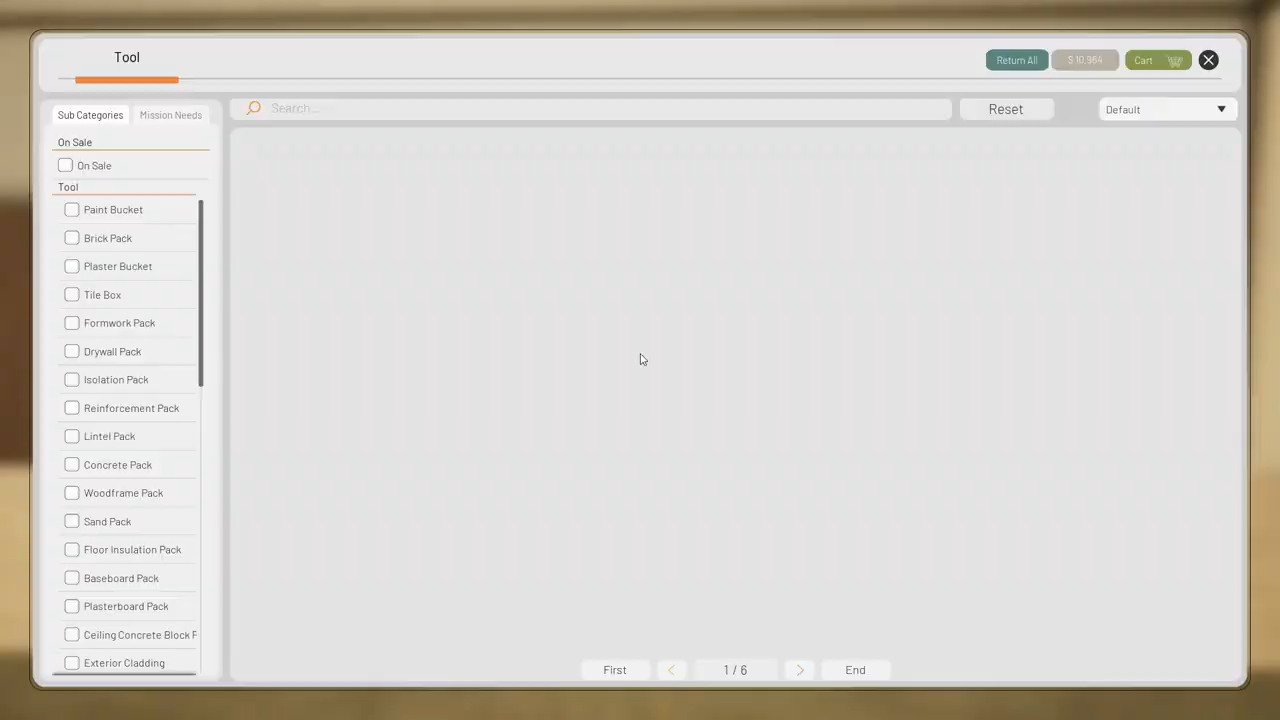 Tool
Return All
$ 10,964
Cart
Sub Categories
Mission Needs
Search...
Reset
Default
On Sale
On Sale
Tool
Paint Bucket
Brick Pack
Plaster Bucket
Tile Box
Formwork Pack
Drywall Pack
Isolation Pack
Reinforcement Pack
Lintel Pack
Concrete Pack
Woodframe Pack
Sand Pack
Floor Insulation Pack
Baseboard Pack
Plasterboard Pack
Ceiling Concrete Block P
Exterior Cladding
First
<
1 / 6
>
End